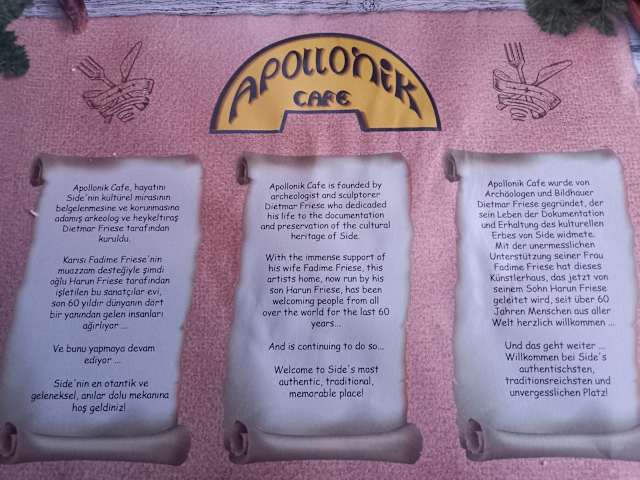 APOLLONIK
CAFE
Apollonik Cafe, hayatını
Side'nin kültürel mirasının
belgelenmesine ve korunmasına
adamış arkeolog ve heykeltıraş
Dietmar Friese tarafından
kuruldu.
Karısı Fadime Friese'nin
muazzam desteğiyle şimdi
oğlu Harun Friese tarafından
işletilen bu sanatçılar evi,
son 60 yıldır dünyanın dört
bir yanından gelen insanları
ağırlıyor ...
Ve bunu yapmaya devam
ediyor ...
Side'nin en otantik ve
geleneksel, anılar dolu mekanına
hoş geldiniz!
Apollonik Cafe is founded by
archeologist and sculptorer
Dietmar Friese who dedicaded
his life to the documentation
and preservation of the cultural
heritage of Side.
With the immense support of
his wife Fadime Friese, this
artists home, now run by his
son Harun Friese, has been
welcoming people from all
over the world for the last 60
years...
And is continuing to do so...
Welcome to Side's most
authentic, traditional,
memorable place!
Apollonik Cafe wurde von
Archäologen und Bildhauer
Dietmar Friese gegründet, der
sein Leben der Dokumentation
und Erhaltung des kulturellen
Erbes von Side widmete.
Mit der unermesslichen
Unterstützung seiner Frau
Fadime Friese hat dieses
Künstlerhaus, das jetzt von
seinem Sohn Harun Friese
geleitet wird, seit über 60
Jahren Menschen aus aller
Welt herzlich willkommen ...
Und das geht weiter ...
Willkommen bei Side's
authentischsten,
traditionsreichsten und
unvergesslichen Platz!